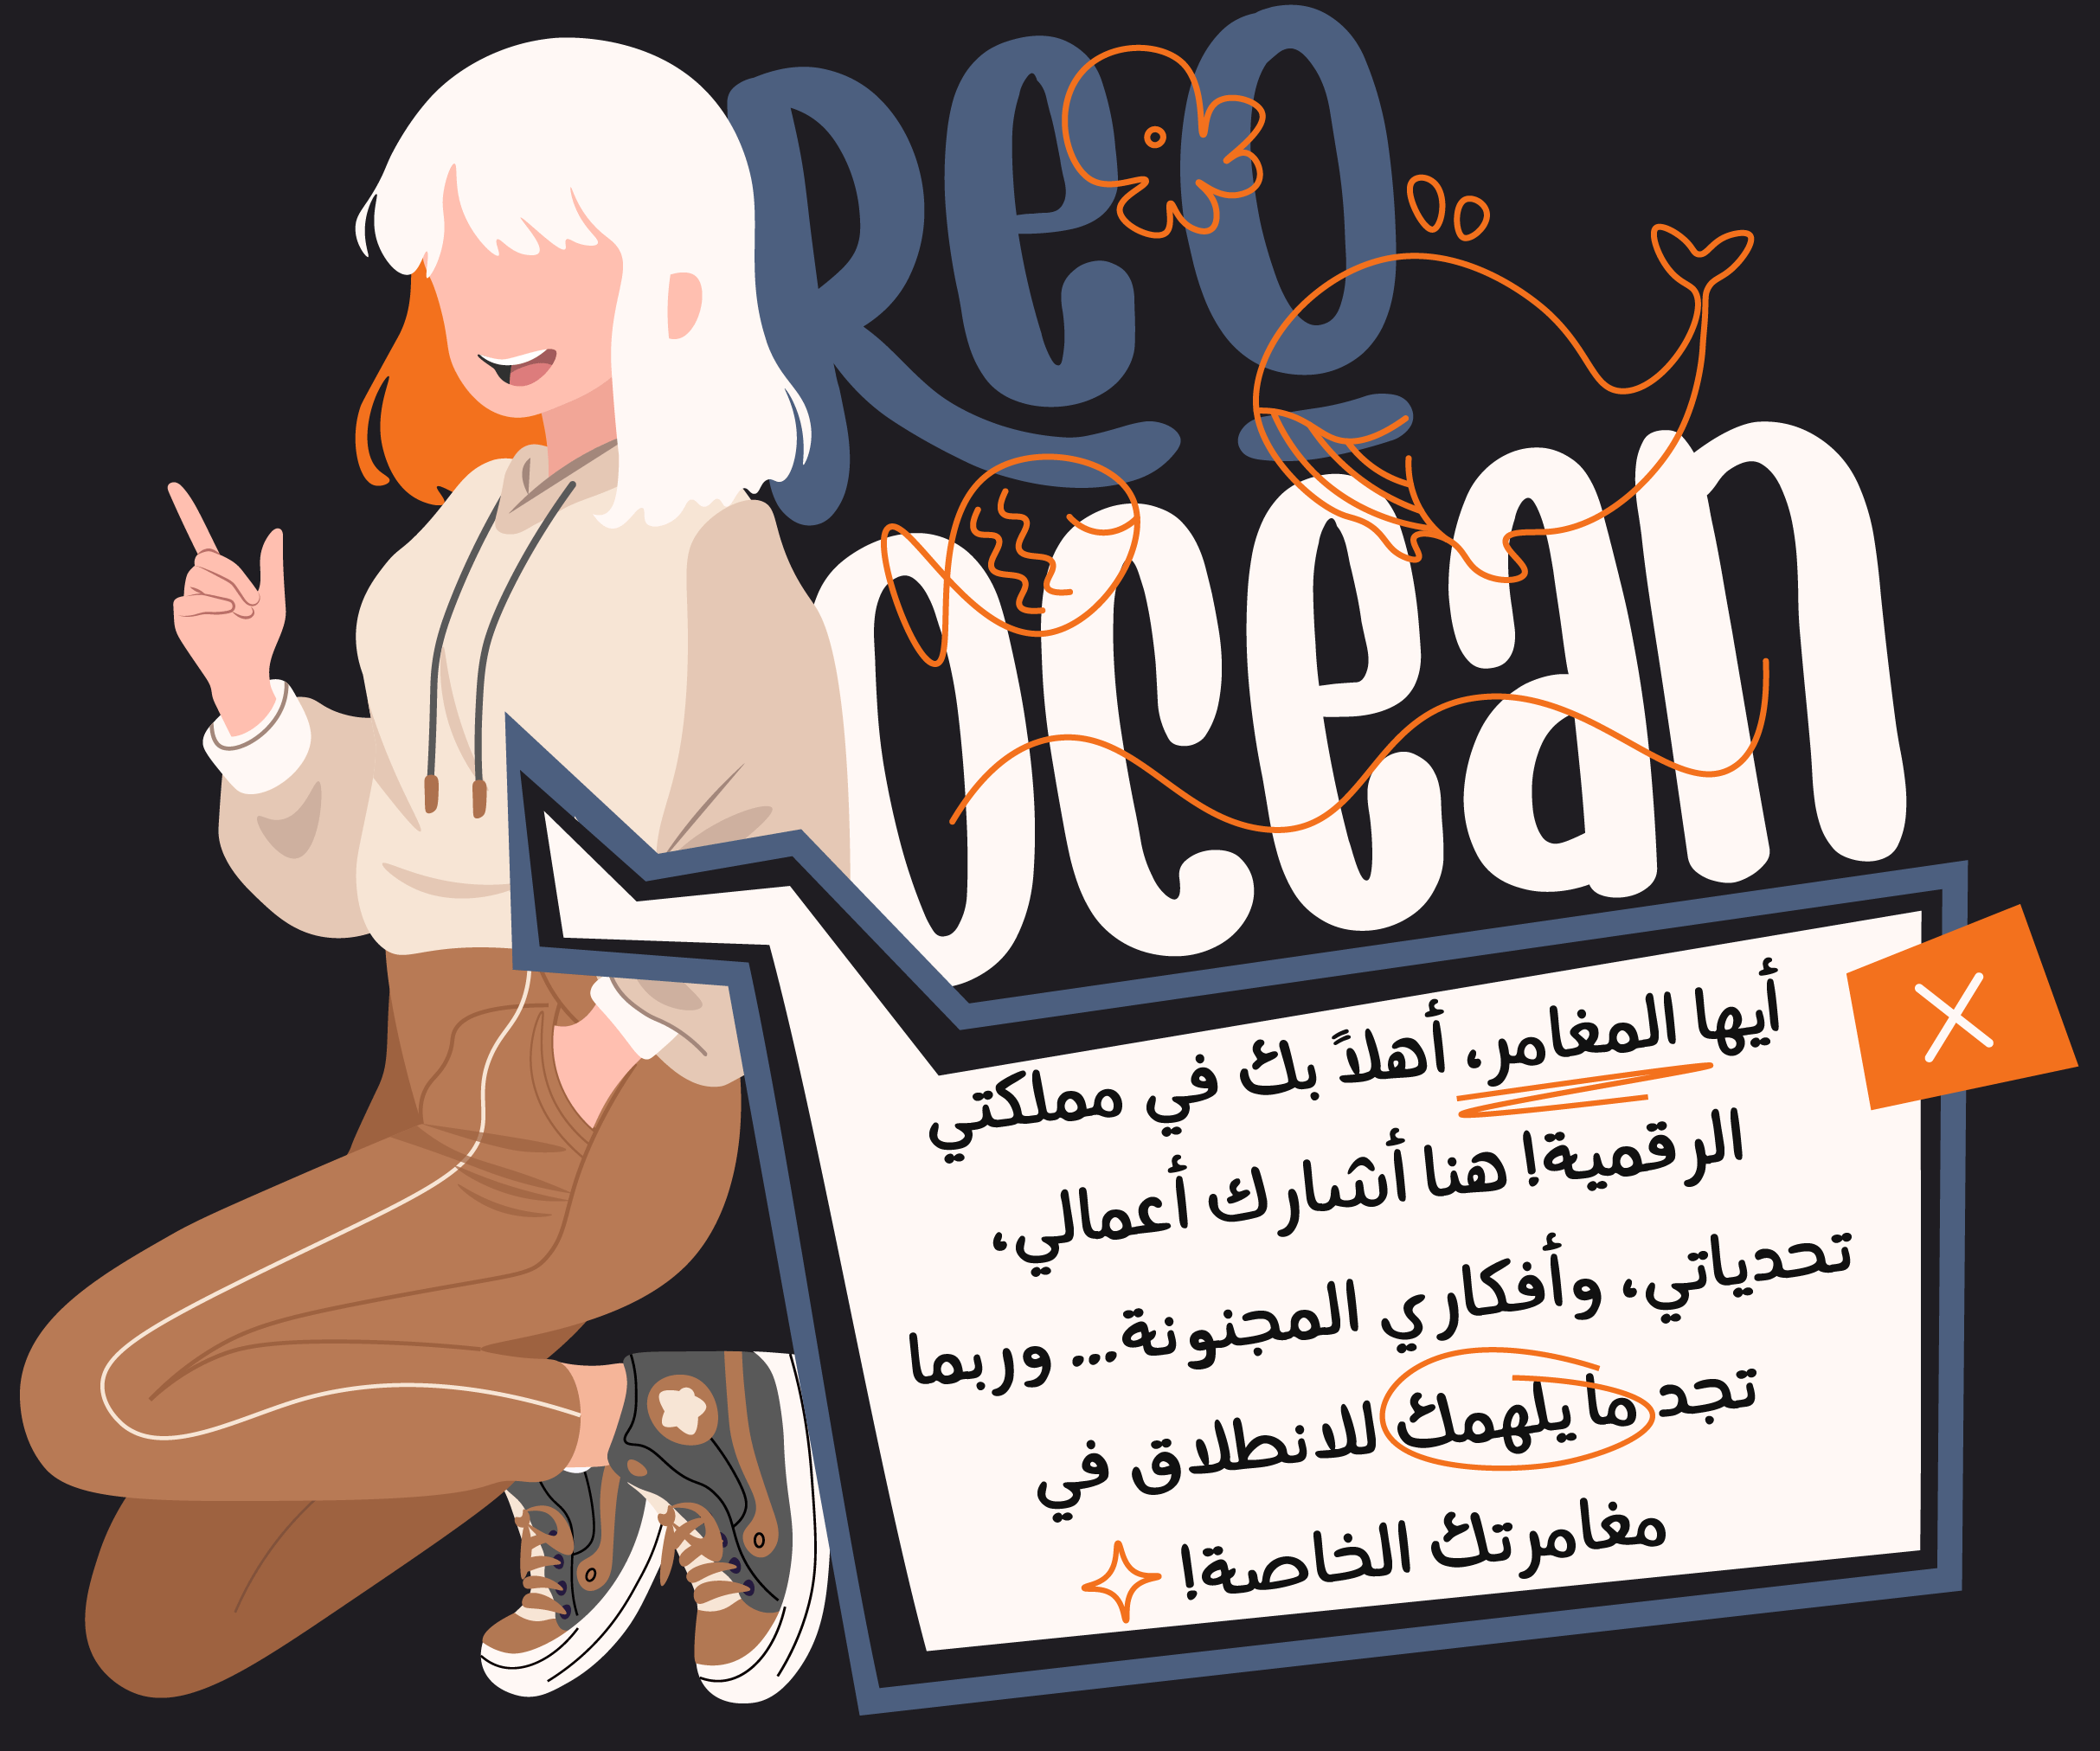 Reo
ocean
أيها المغامر، أهلاً بك في مملكتي
الرقمية! هنا أشارك أعمالي،
تحدياتي، وأفكاري المجنونة... وربما
تجد ما يلهمك للانطلاق في
مغامرتك الخاصة!